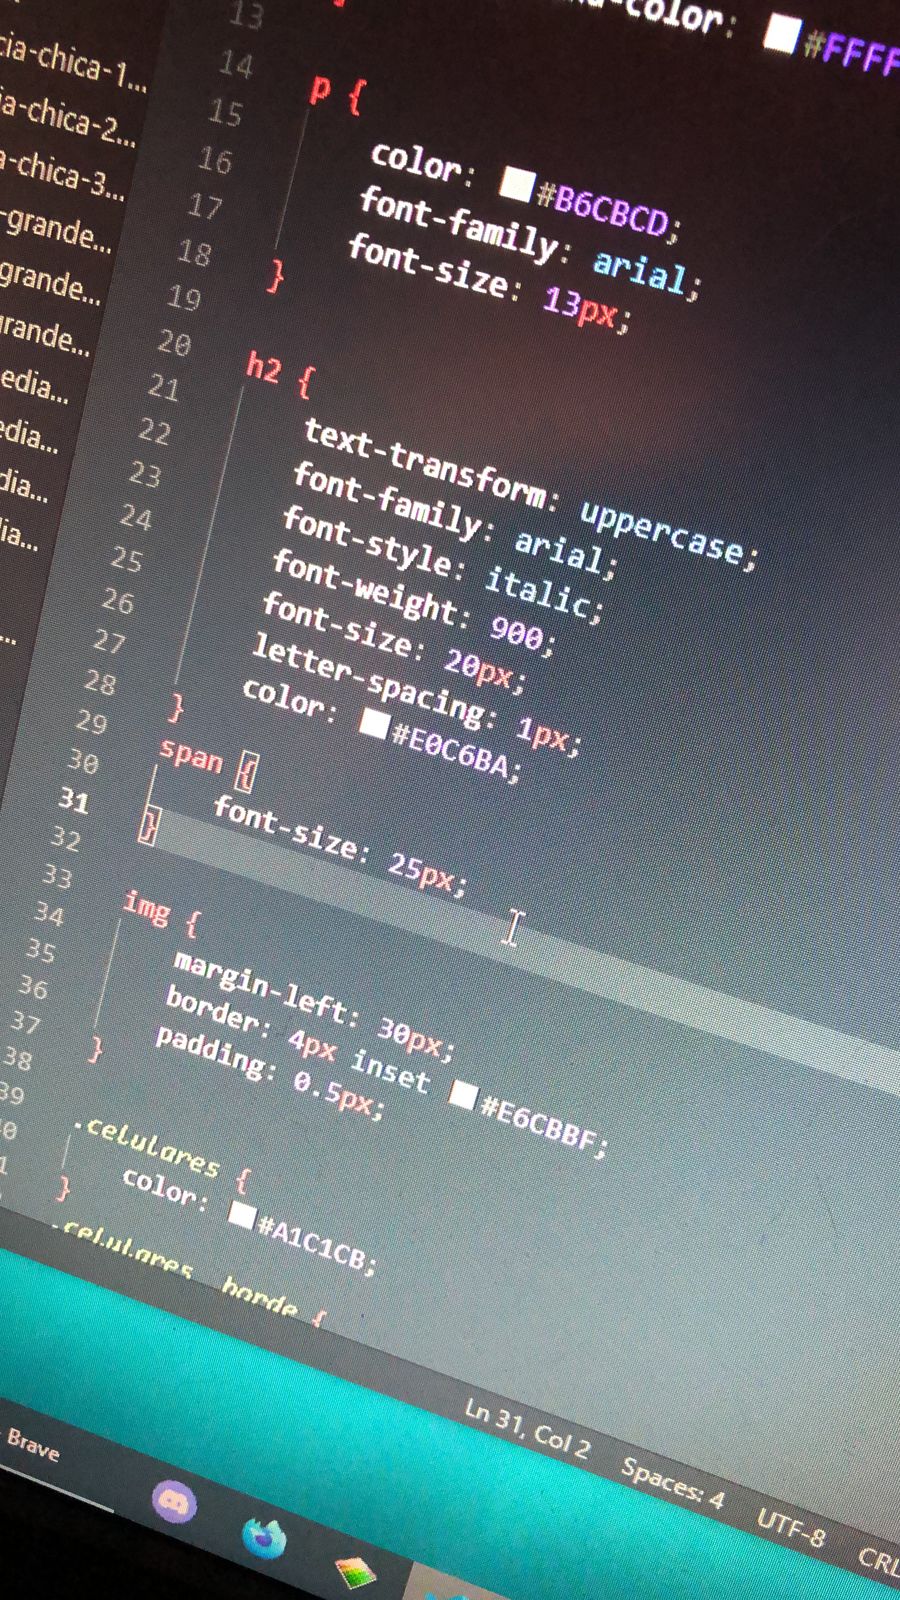 cia-chica-1...
ia-chica-2...
a-chica-3...
-grande...
grande...
rande...
edia...
edia...
dia...
ia...
...
13
-color: #FFFF
14
15 p {
16 color: #B6CBCD;
17 font-family: arial;
18 font-size: 13px;
19 }
20
21 h2 {
22 text-transform: uppercase;
23 font-family: arial;
24 font-style: italic;
25 font-weight: 900;
26 font-size: 20px;
27 letter-spacing: 1px;
28 color: #E0C6BA;
29 }
30 span {
31 font-size: 25px;
32 }
33
34 img {
35 margin-left: 30px;
36 border: 4px inset #E6CBBF;
37 padding: 0.5px;
38 }
39
0 .celulares {
1 color: #A1C1CB;
}
.celulares borde {
Ln 31, Col 2 Spaces: 4 UTF-8 CRL
Brave